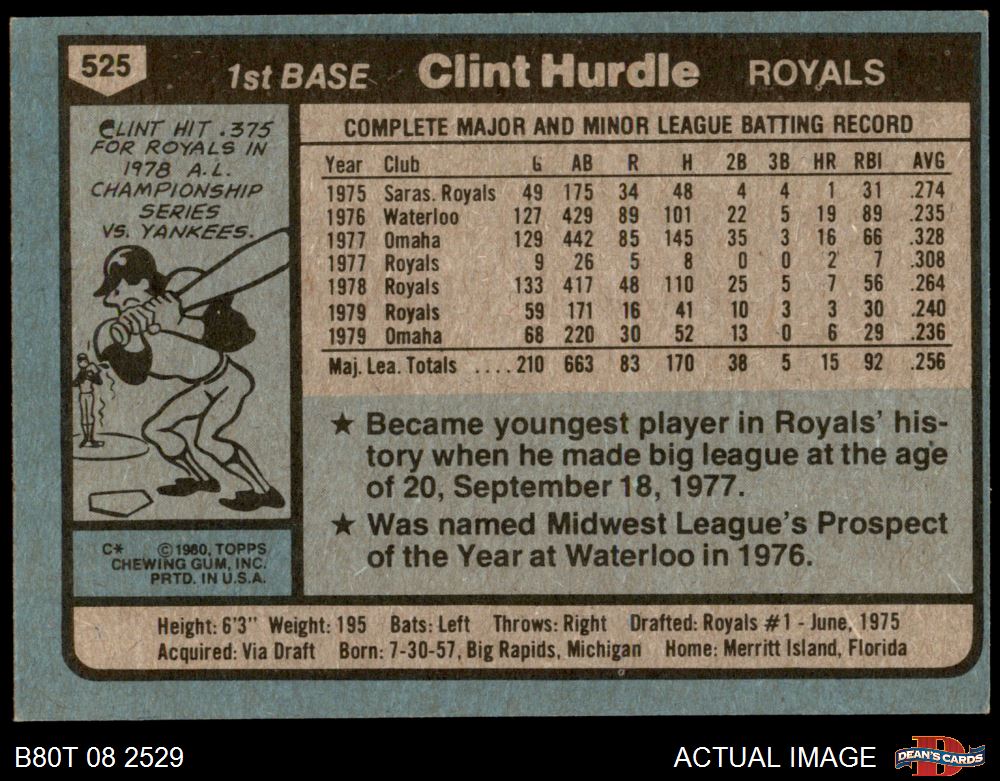 525
1st BASE Clint Hurdle ROYALS
CLINT HIT .375
FOR ROYALS IN
1978 A.L.
CHAMPIONSHIP
SERIES
VS. YANKEES.
COMPLETE MAJOR AND MINOR LEAGUE BATTING RECORD
Year Club G AB R H 2B 3B HR RBI AVG
1975 Saras. Royals 49 175 34 48 4 4 1 31 .274
1976 Waterloo 127 429 89 101 22 5 19 89 .235
1977 Omaha 129 442 85 145 35 3 16 66 .328
1977 Royals 9 26 5 8 0 0 2 7 .308
1978 Royals 133 417 48 110 25 5 7 56 .264
1979 Royals 59 171 16 41 10 3 3 30 .240
1979 Omaha 68 220 30 52 13 0 6 29 .236
Maj. Lea. Totals ....210 663 83 170 38 5 15 92 .256
★ Became youngest player in Royals' his-
tory when he made big league at the age
of 20, September 18, 1977.
★ Was named Midwest League's Prospect
of the Year at Waterloo in 1976.
C* ©1980, TOPPS
CHEWING GUM, INC.
PRTD. IN U.S.A.
Height: 6'3" Weight: 195 Bats: Left Throws: Right Drafted: Royals #1 - June, 1975
Acquired: Via Draft Born: 7-30-57, Big Rapids, Michigan Home: Merritt Island, Florida
B80T 08 2529
ACTUAL IMAGE
D
DEAN'S CARDS